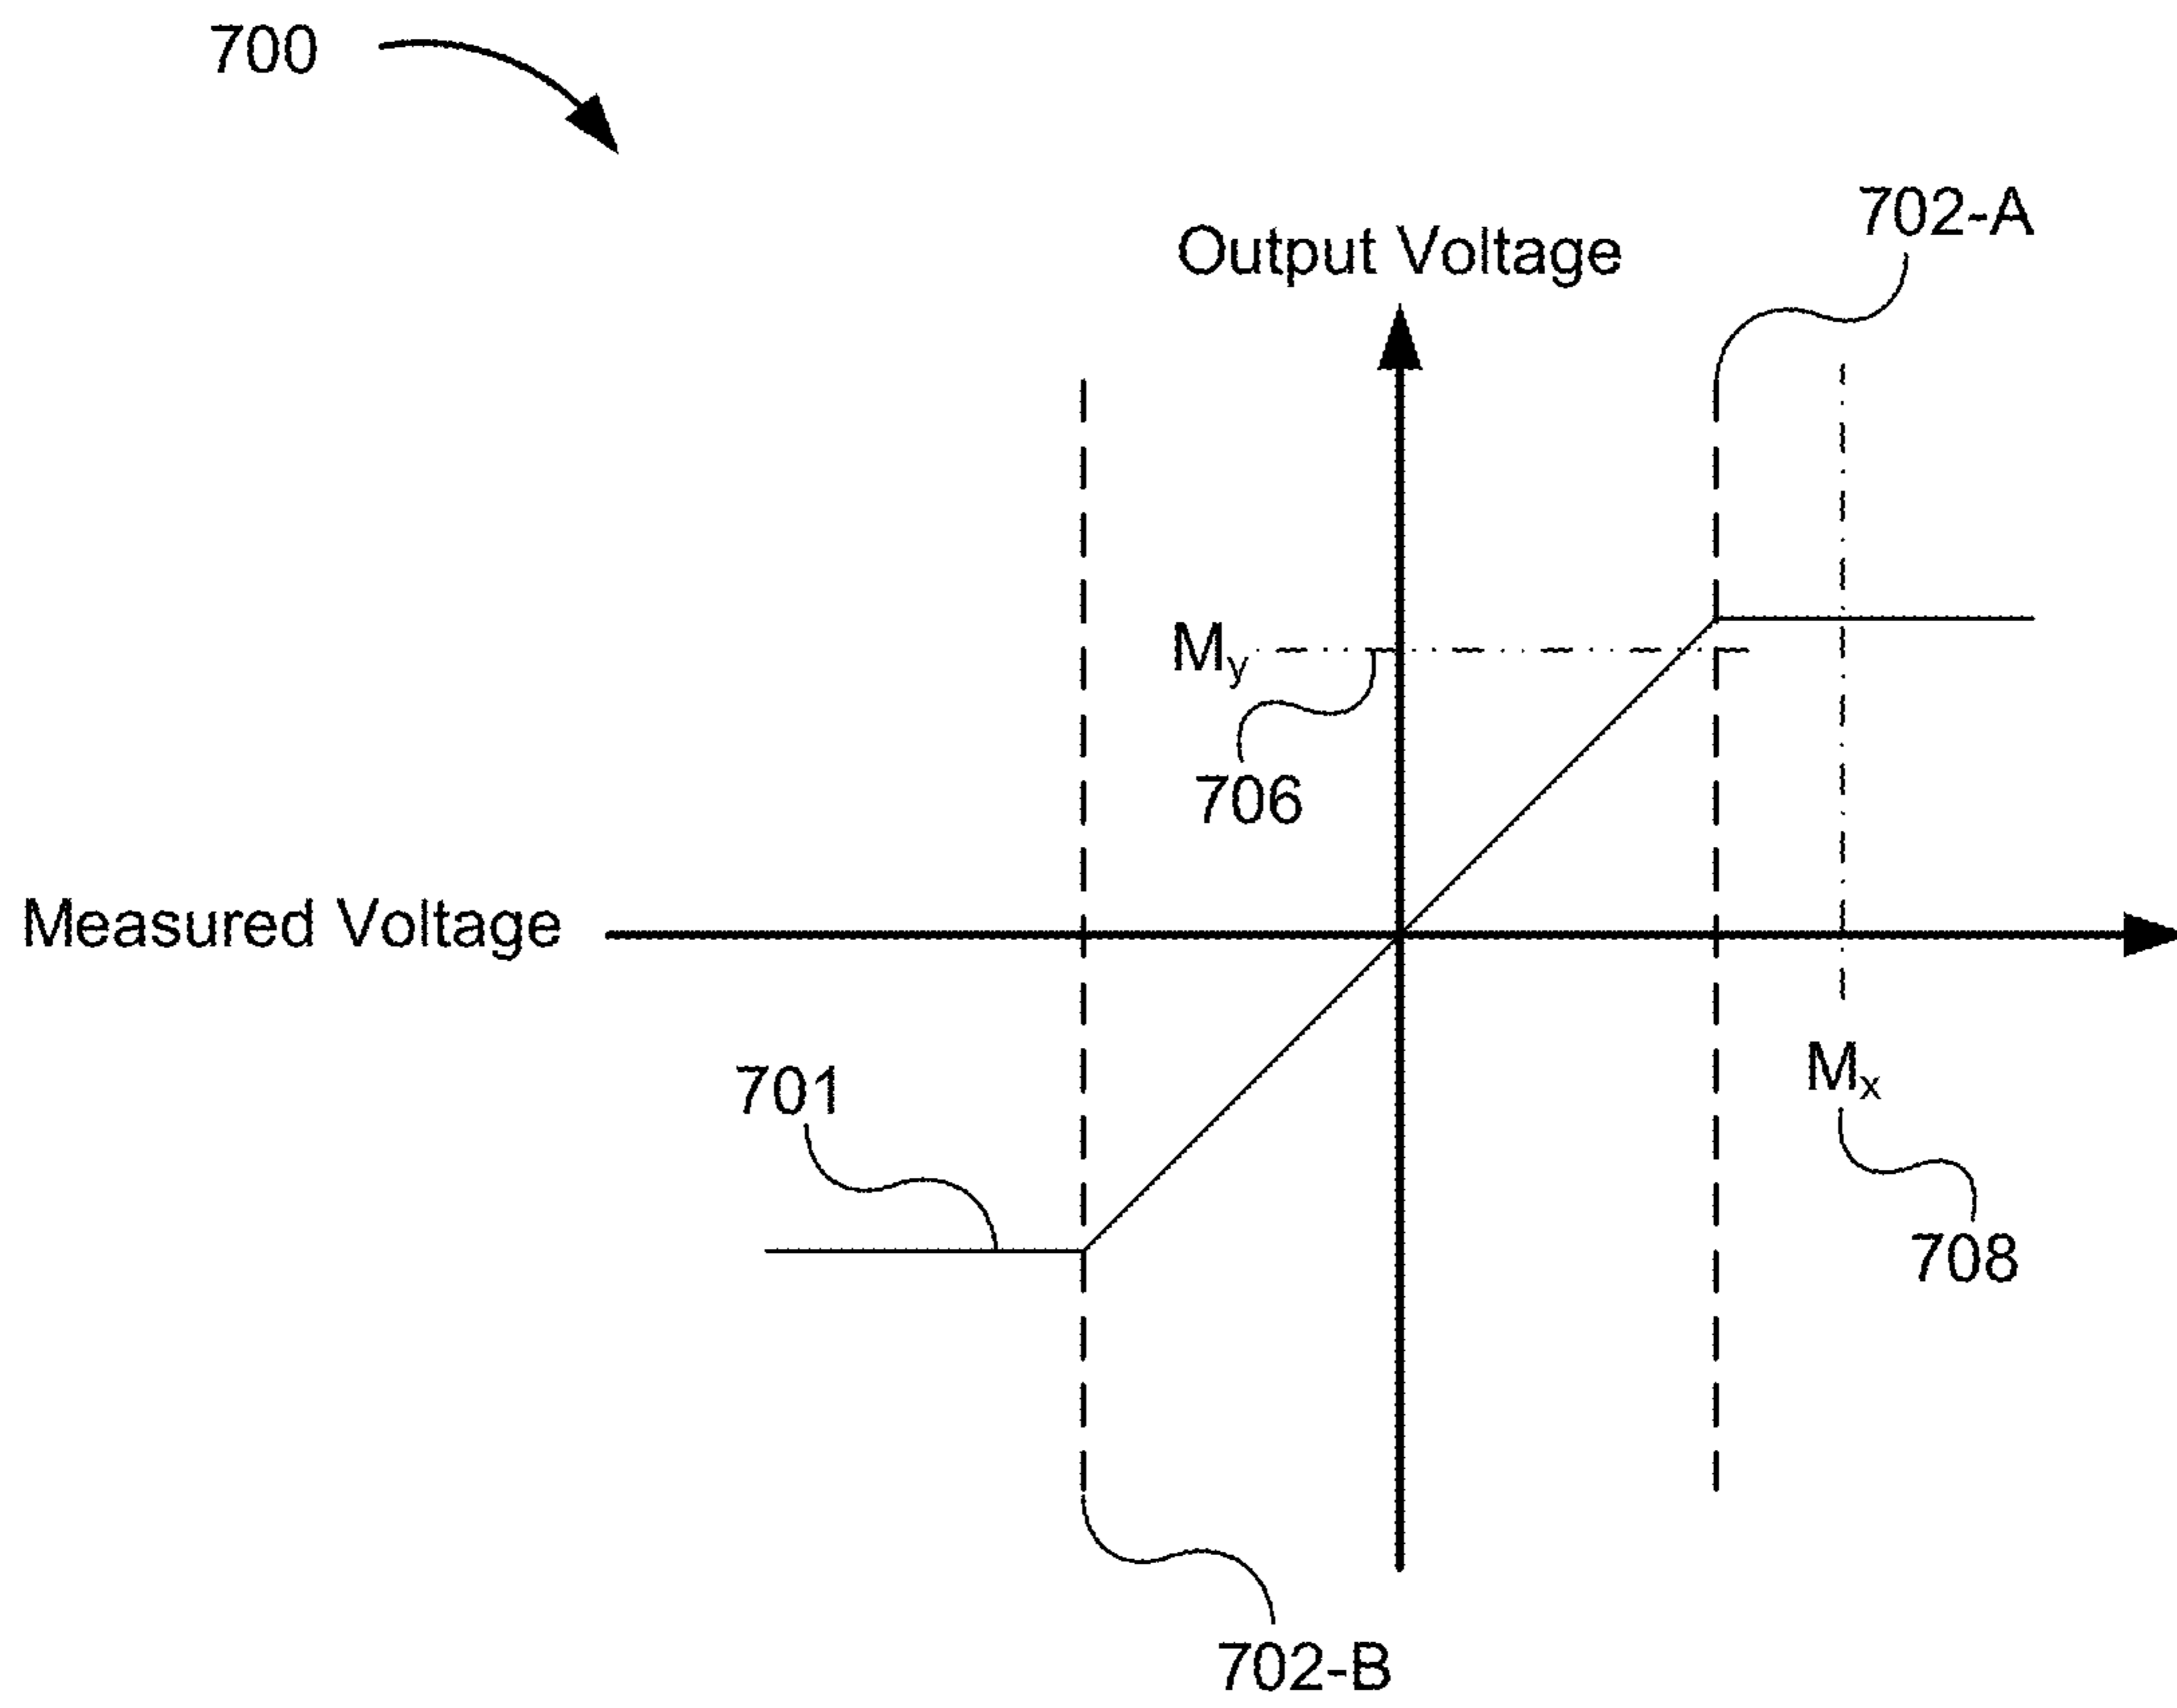 700
702-A
Output Voltage
My
706
Measured Voltage
701
Mx
708
702-B